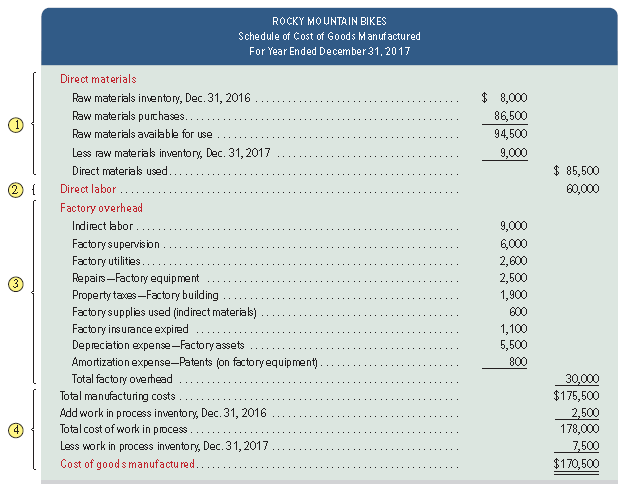 ROCKY MOUNTAIN BIKES
Schedule of Cost of Goods Manufactured
For Year Ended December 31, 2017
Direct materials
Raw materials inventory, Dec. 31, 2016 $ 8,000
Raw materials purchases 86,500
Raw materials available for use 94,500
Less raw materials inventory, Dec. 31, 2017 9,000
1 Direct materials used $ 85,500
2 Direct labor 60,000
Factory overhead
Indirect labor 9,000
Factory supervision 6,000
Factory utilities 2,600
3 Repairs—Factory equipment 2,500
Property taxes—Factory building 1,900
Factory supplies used (indirect materials) 600
Factory insurance expired 1,100
Depreciation expense—Factory assets 5,500
Amortization expense—Patents (on factory equipment) 800
Total factory overhead 30,000
Total manufacturing costs $175,500
Add work in process inventory, Dec. 31, 2016 2,500
4 Total cost of work in process 178,000
Less work in process inventory, Dec. 31, 2017 7,500
Cost of goods manufactured $170,500